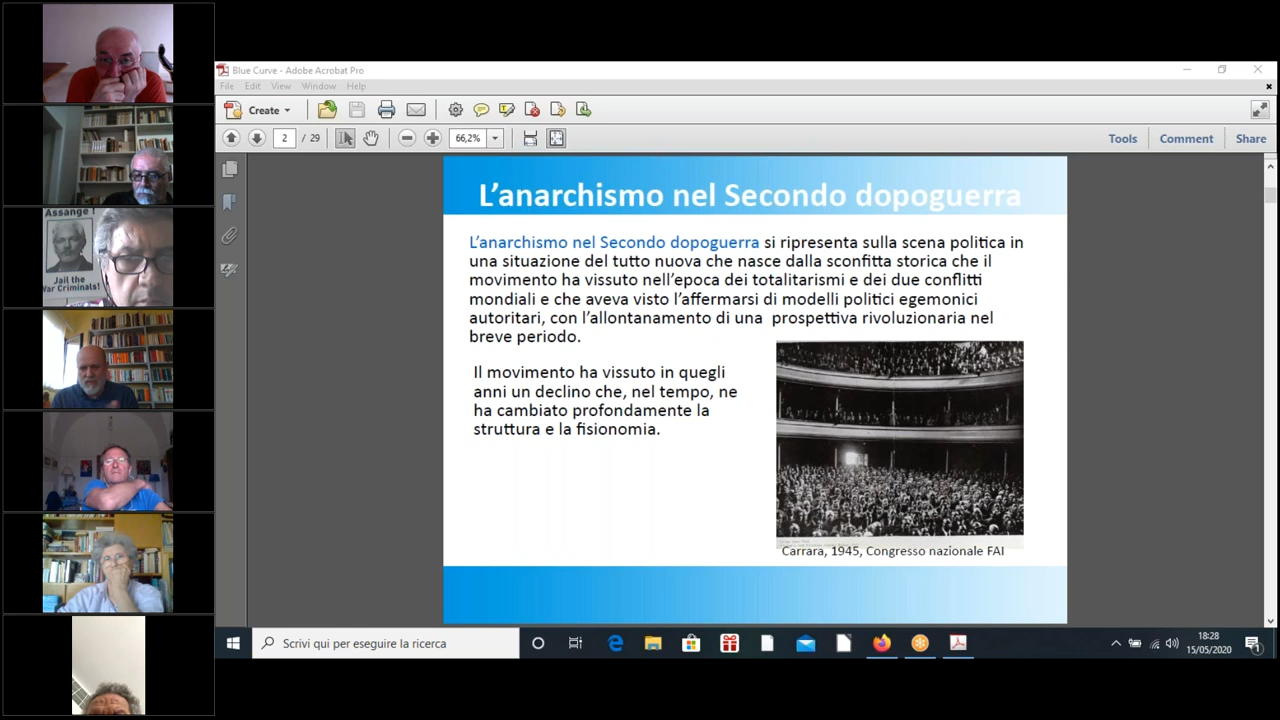 Assange !
Jail the
War Criminals!
Blue Curve - Adobe Acrobat Pro
File Edit View Window Help
Create
2 / 29
66,2%
Tools Comment Share
L'anarchismo nel Secondo dopoguerra
L'anarchismo nel Secondo dopoguerra si ripresenta sulla scena politica in
una situazione del tutto nuova che nasce dalla sconfitta storica che il
movimento ha vissuto nell'epoca dei totalitarismi e dei due conflitti
mondiali e che aveva visto l'affermarsi di modelli politici egemonici
autoritari, con l'allontanamento di una prospettiva rivoluzionaria nel
breve periodo.
Il movimento ha vissuto in quegli
anni un declino che, nel tempo, ne
ha cambiato profondamente la
struttura e la fisionomia.
Carrara, 1945, Congresso nazionale FAI
Scrivi qui per eseguire la ricerca
18:28
15/05/2020
1